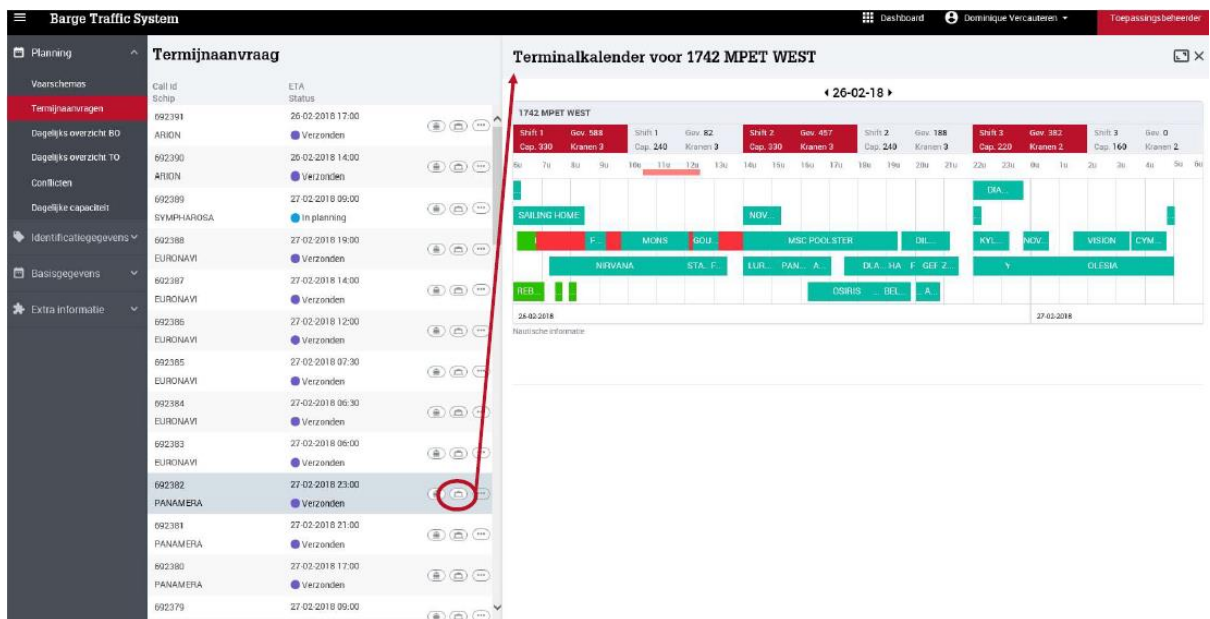 Barge Traffic System
Dashboard
Dominique Vercauteren
Toepassingsbeheerder
Planning
Vaarschemas
Termijnaanvragen
Dagelijks overzicht BO
Dagelijks overzicht TO
Conflicten
Dagelijkse capaciteit
Identificatiegegevens
Basisgegevens
Extra informatie
Termijnaanvraag
Call id ETA
Schip Status
692391 26-02-2018 17:00
ARION Verzonden
692390 26-02-2018 14:00
ARION Verzonden
692389 27-02-2018 09:00
SYMPHAROSA In planning
692388 27-02-2018 19:00
EURONAVI Verzonden
692387 27-02-2018 14:00
EURONAVI Verzonden
692386 27-02-2018 12:00
EURONAVI Verzonden
692385 27-02-2018 07:30
EURONAVI Verzonden
692384 27-02-2018 06:30
EURONAVI Verzonden
692383 27-02-2018 06:00
EURONAVI Verzonden
692382 27-02-2018 23:00
PANAMERA Verzonden
692381 27-02-2018 21:00
PANAMERA Verzonden
692380 27-02-2018 17:00
PANAMERA Verzonden
692379 27-02-2018 09:00
Terminalkalender voor 1742 MPET WEST
26-02-18
1742 MPET WEST
Shift 1 Gev. 588 Shift 1 Gev. 82 Shift 2 Gev. 457 Shift 2 Gev. 188 Shift 3 Gev. 382 Shift 3 Gev. 0
Cap. 330 Kranen 3 Cap. 240 Kranen 3 Cap. 330 Kranen 3 Cap. 240 Kranen 3 Cap. 220 Kranen 2 Cap. 160 Kranen 2
6u 7u 8u 9u 10u 11u 12u 13u 14u 15u 16u 17u 18u 19u 20u 21u 22u 23u 0u 1u 2u 3u 4u 5u 6u
DIA...
SAILING HOME NOV...
F... MONS GOU... MSC POOLSTER DIL... KYL... NOV... VISION CYM...
NIRVANA STA.. F... LUR... PAN... A... DLA... HA F GEF Z... OLESIA
REB... OSIRIS ... BEL... A...
26-02-2018 27-02-2018
Nautische informatie